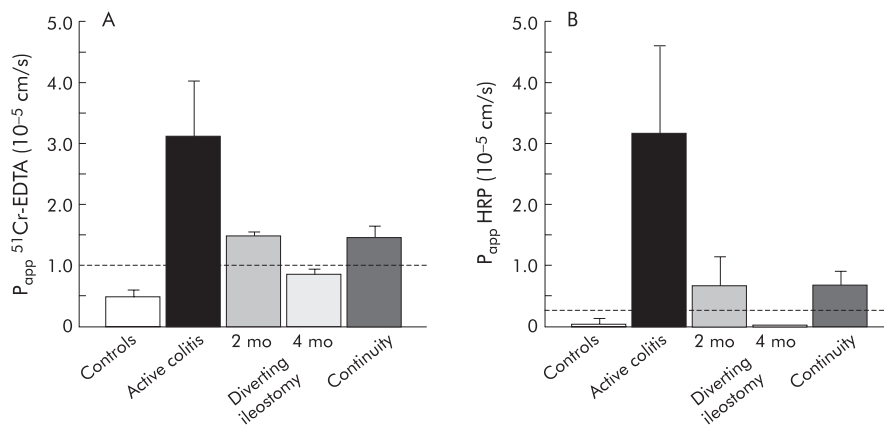 A
P_app ⁵¹Cr-EDTA (10⁻⁵ cm/s)
5.0
4.0
3.0
2.0
1.0
0
Controls
Active colitis
2 mo
4 mo
Diverting
ileostomy
Continuity
B
P_app HRP (10⁻⁵ cm/s)
5.0
4.0
3.0
2.0
1.0
0
Controls
Active colitis
2 mo
4 mo
Diverting
ileostomy
Continuity